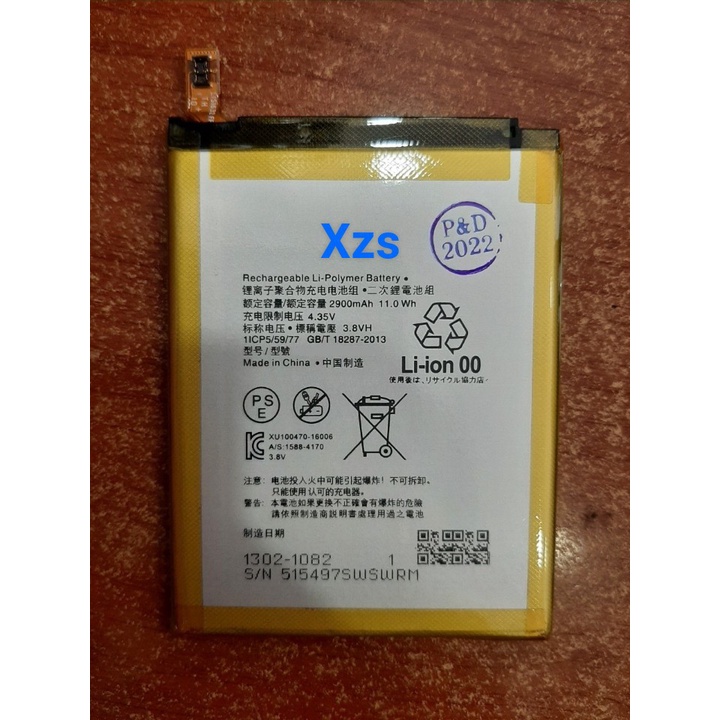 Xzs
P&D
2022
Rechargeable Li-Polymer Battery •
锂离子聚合物充电电池组 •二次鋰電池組
额定容量/额定容量 2900mAh 11.0 Wh
充电限制电压 4.35V
标称电压 • 標稱電壓 3.8VH
1ICP5/59/77 GB/T 18287-2013
型号/型號
Made in China • 中国制造
Li-ion 00
使用後は、リサイクル協力店へ
PS
E
XU100470-16006
A/S:1588-4170
3.8V
注意: 电池投入火中可能引起爆炸! 不可拆卸、
只能使用认可的充电器。
警告: 本電池如果更换不正確會有爆炸的危險
請依照制造商說明書處理用過之電池
制造日期
1302-1082 1
S/N 515497SWSWRM